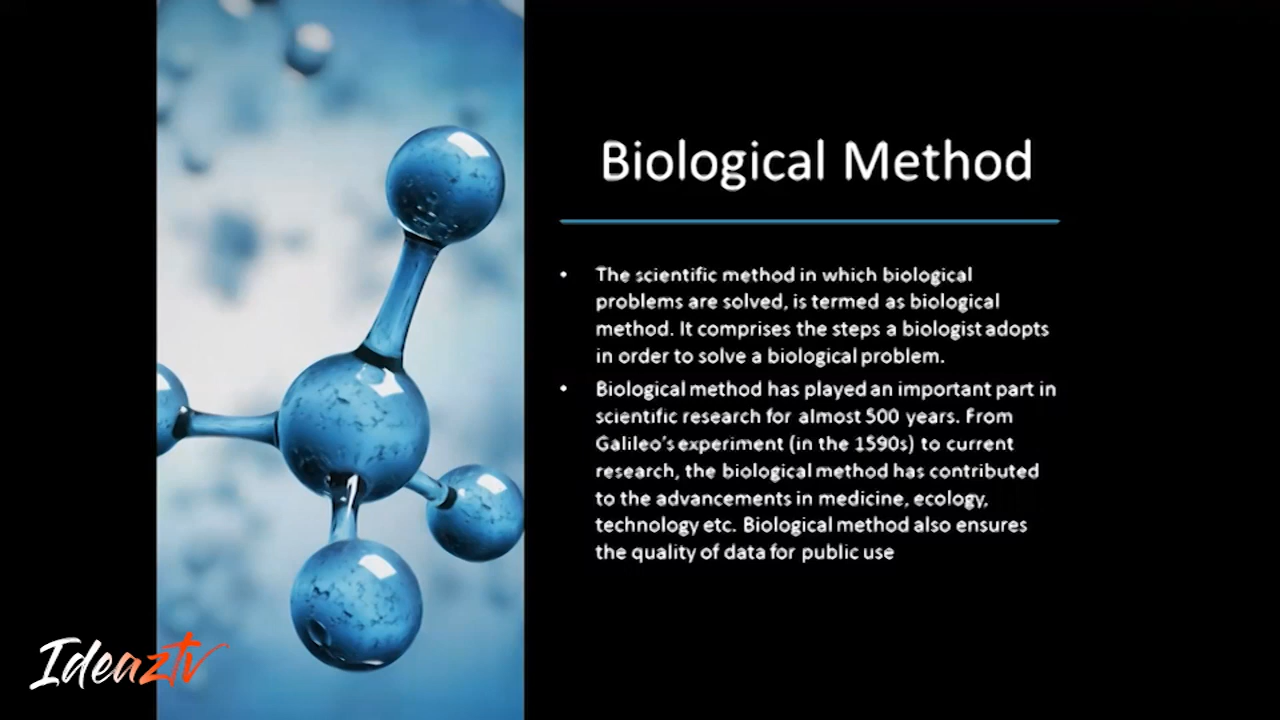 Biological Method
• The scientific method in which biological
problems are solved, is termed as biological
method. It comprises the steps a biologist adopts
in order to solve a biological problem.
• Biological method has played an important part in
scientific research for almost 500 years. From
Galileo's experiment (in the 1590s) to current
research, the biological method has contributed
to the advancements in medicine, ecology,
technology etc. Biological method also ensures
the quality of data for public use
Ideaztv